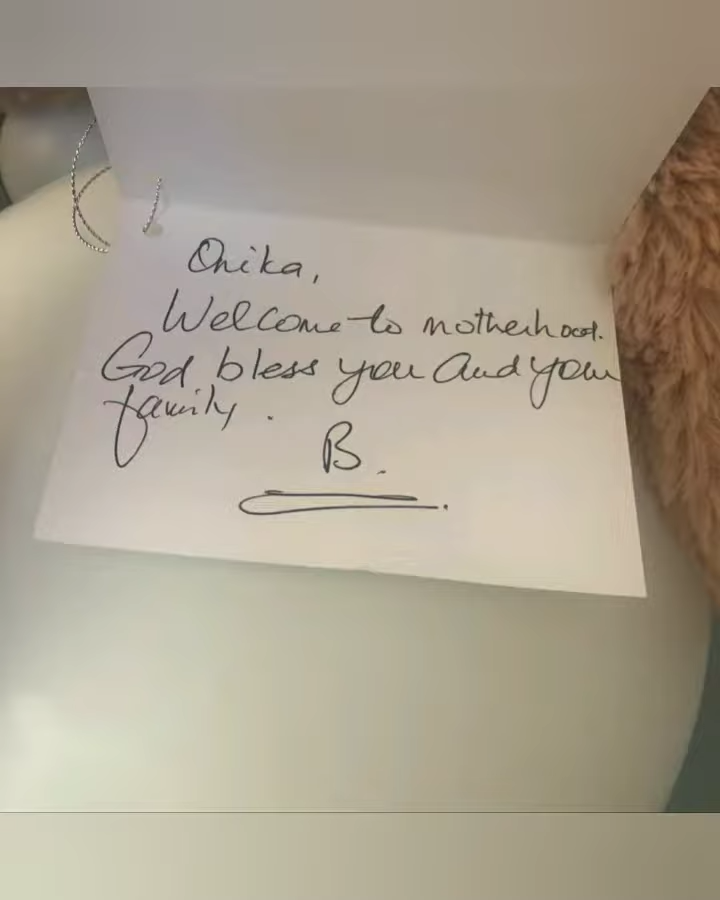 Onika,
Welcome to motherhood.
God bless you and your
family.
B.